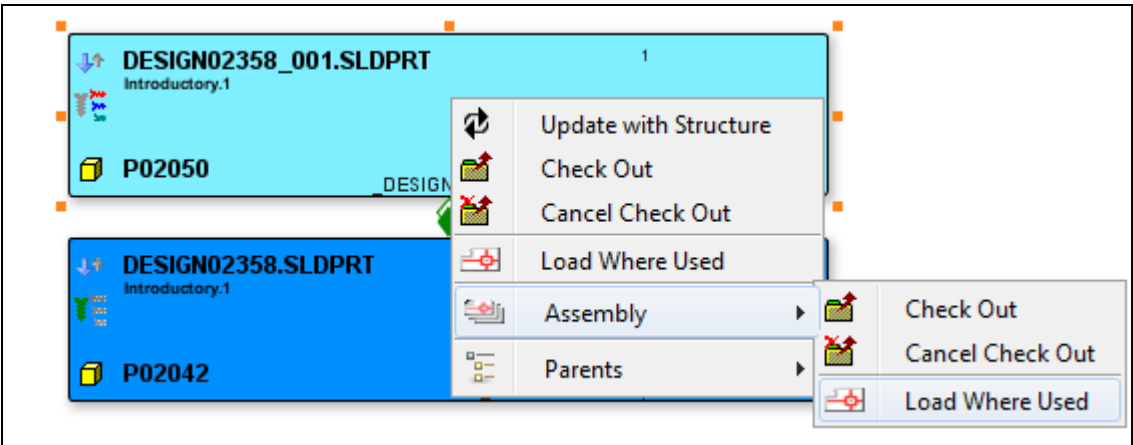 DESIGN02358_001.SLDPRT
1
Introductory.1
P02050
_DESIGN
Update with Structure
Check Out
Cancel Check Out
Load Where Used
Assembly
Parents
DESIGN02358.SLDPRT
Introductory.1
P02042
Check Out
Cancel Check Out
Load Where Used